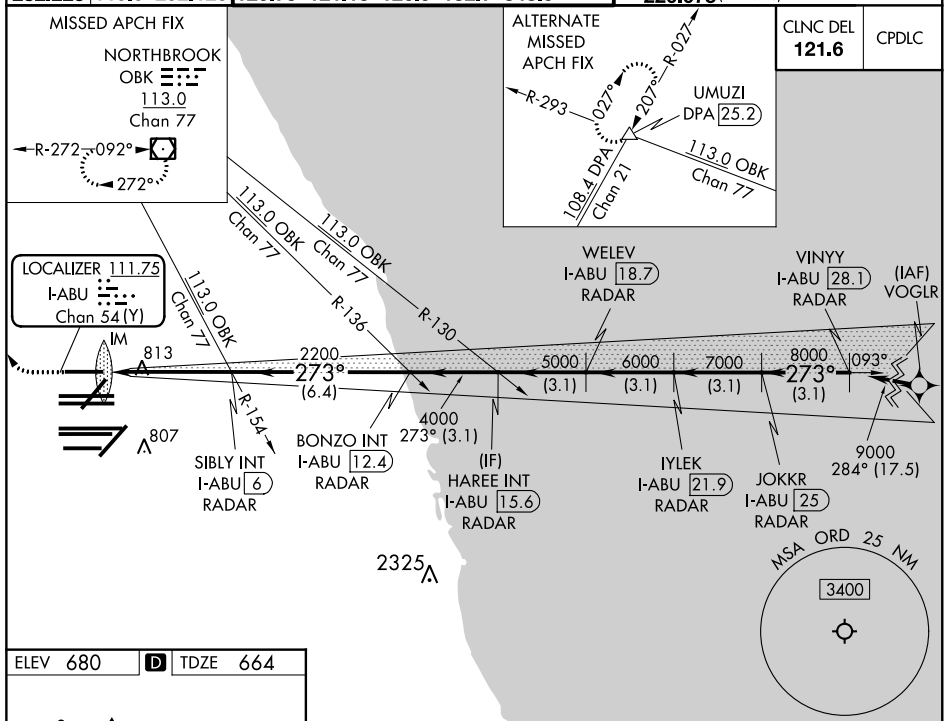 MISSED APCH FIX
NORTHBROOK
OBK
113.0
Chan 77
R-272
092°
272°
ALTERNATE
MISSED
APCH FIX
R-293
027°
207°
R-027
UMUZI
DPA 25.2
108.4 DPA
Chan 21
113.0 OBK
Chan 77
CLNC DEL
121.6
CPDLC
LOCALIZER 111.75
I-ABU
Chan 54 (Y)
IM
113.0 OBK
Chan 77
R-154
113.0 OBK
Chan 77
R-136
113.0 OBK
Chan 77
R-130
WELEV
I-ABU 18.7
RADAR
VINYY
I-ABU 28.1
RADAR
(IAF)
VOGLR
813
807
2200
273°
(6.4)
4000
273° (3.1)
5000
(3.1)
6000
(3.1)
7000
(3.1)
8000
273°
(3.1)
093°
9000
284° (17.5)
SIBLY INT
I-ABU 6
RADAR
BONZO INT
I-ABU 12.4
RADAR
(IF)
HAREE INT
I-ABU 15.6
RADAR
IYLEK
I-ABU 21.9
RADAR
JOKKR
I-ABU 25
RADAR
2325
MSA ORD 25 NM
3400
ELEV 680
D
TDZE 664